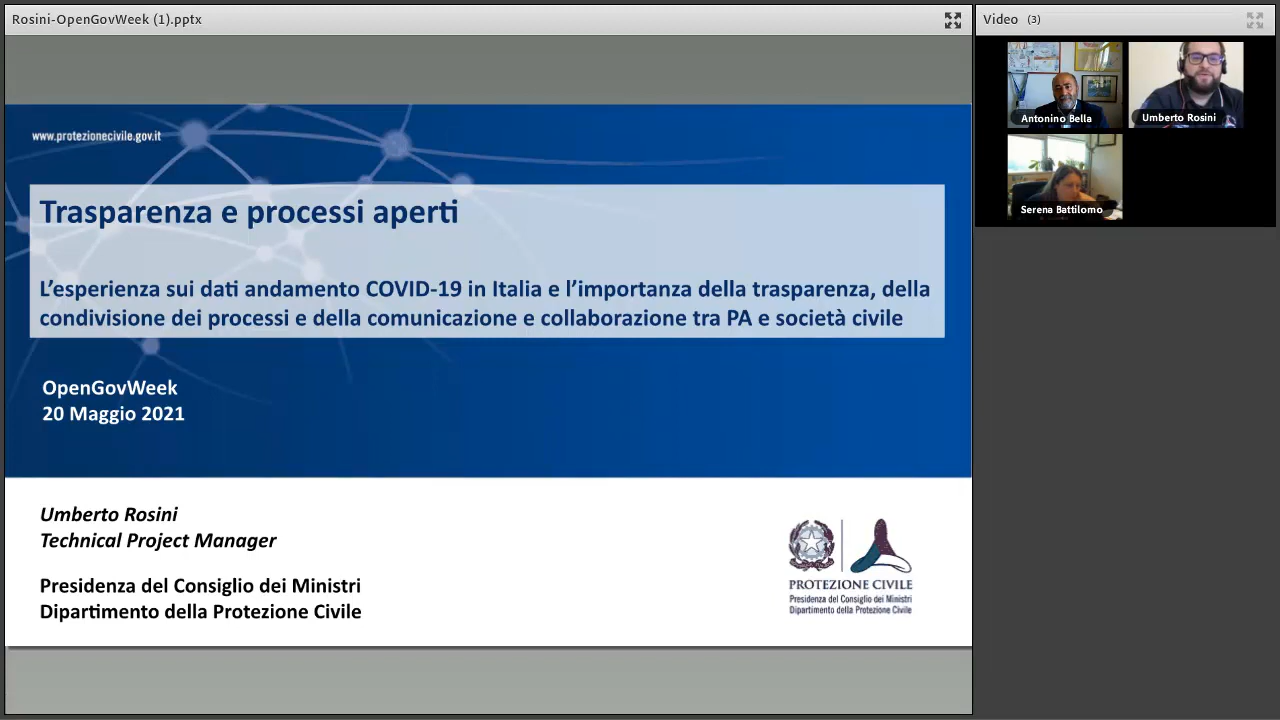 Rosini-OpenGovWeek (1).pptx
Video (3)
Antonino Bella
Umberto Rosini
Serena Battilomo
www.protezionecivile.gov.it
Trasparenza e processi aperti
L’esperienza sui dati andamento COVID-19 in Italia e l’importanza della trasparenza, della
condivisione dei processi e della comunicazione e collaborazione tra PA e società civile
OpenGovWeek
20 Maggio 2021
Umberto Rosini
Technical Project Manager
Presidenza del Consiglio dei Ministri
Dipartimento della Protezione Civile
PROTEZIONE CIVILE
Presidenza del Consiglio dei Ministri
Dipartimento della Protezione Civile